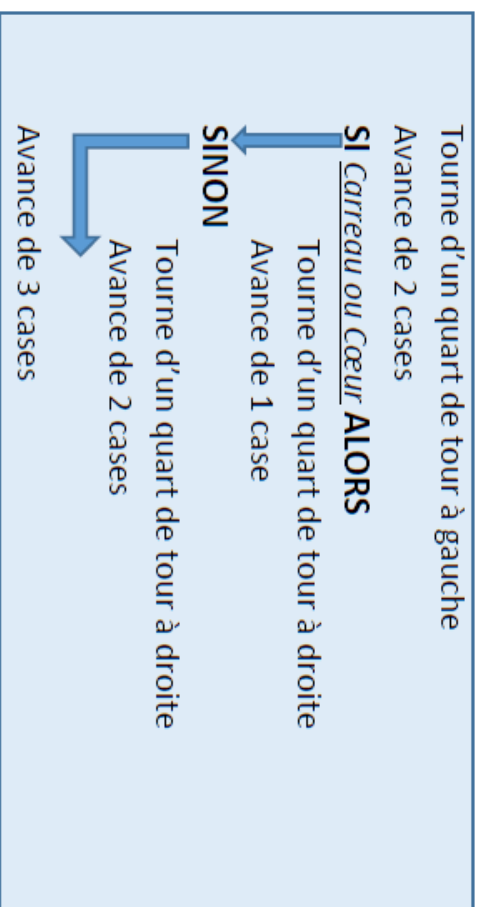 Tourne d'un quart de tour à gauche
Avance de 2 cases
SI Carreau ou Cœur ALORS
Tourne d'un quart de tour à droite
Avance de 1 case
SINON
Tourne d'un quart de tour à droite
Avance de 2 cases
Avance de 3 cases